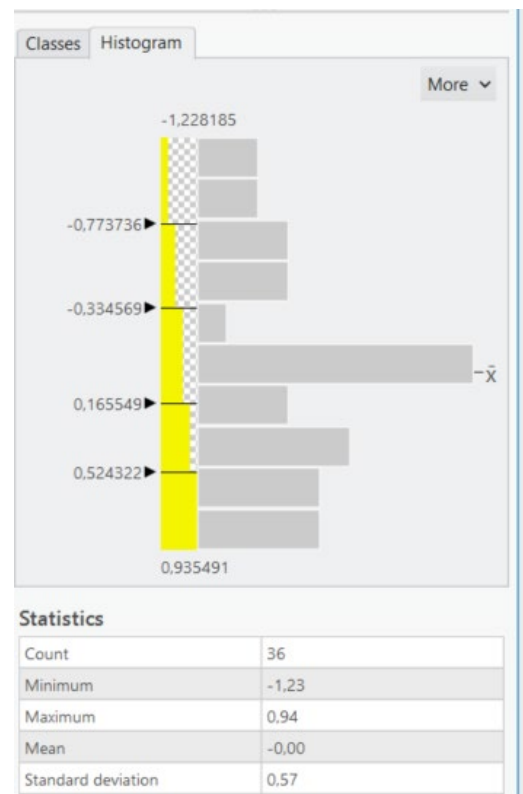 Classes Histogram
More
-1,228185
-0,773736
-0,334569
x̄
0,165549
0,524322
0,935491
Statistics
Count 36
Minimum -1,23
Maximum 0,94
Mean -0,00
Standard deviation 0,57